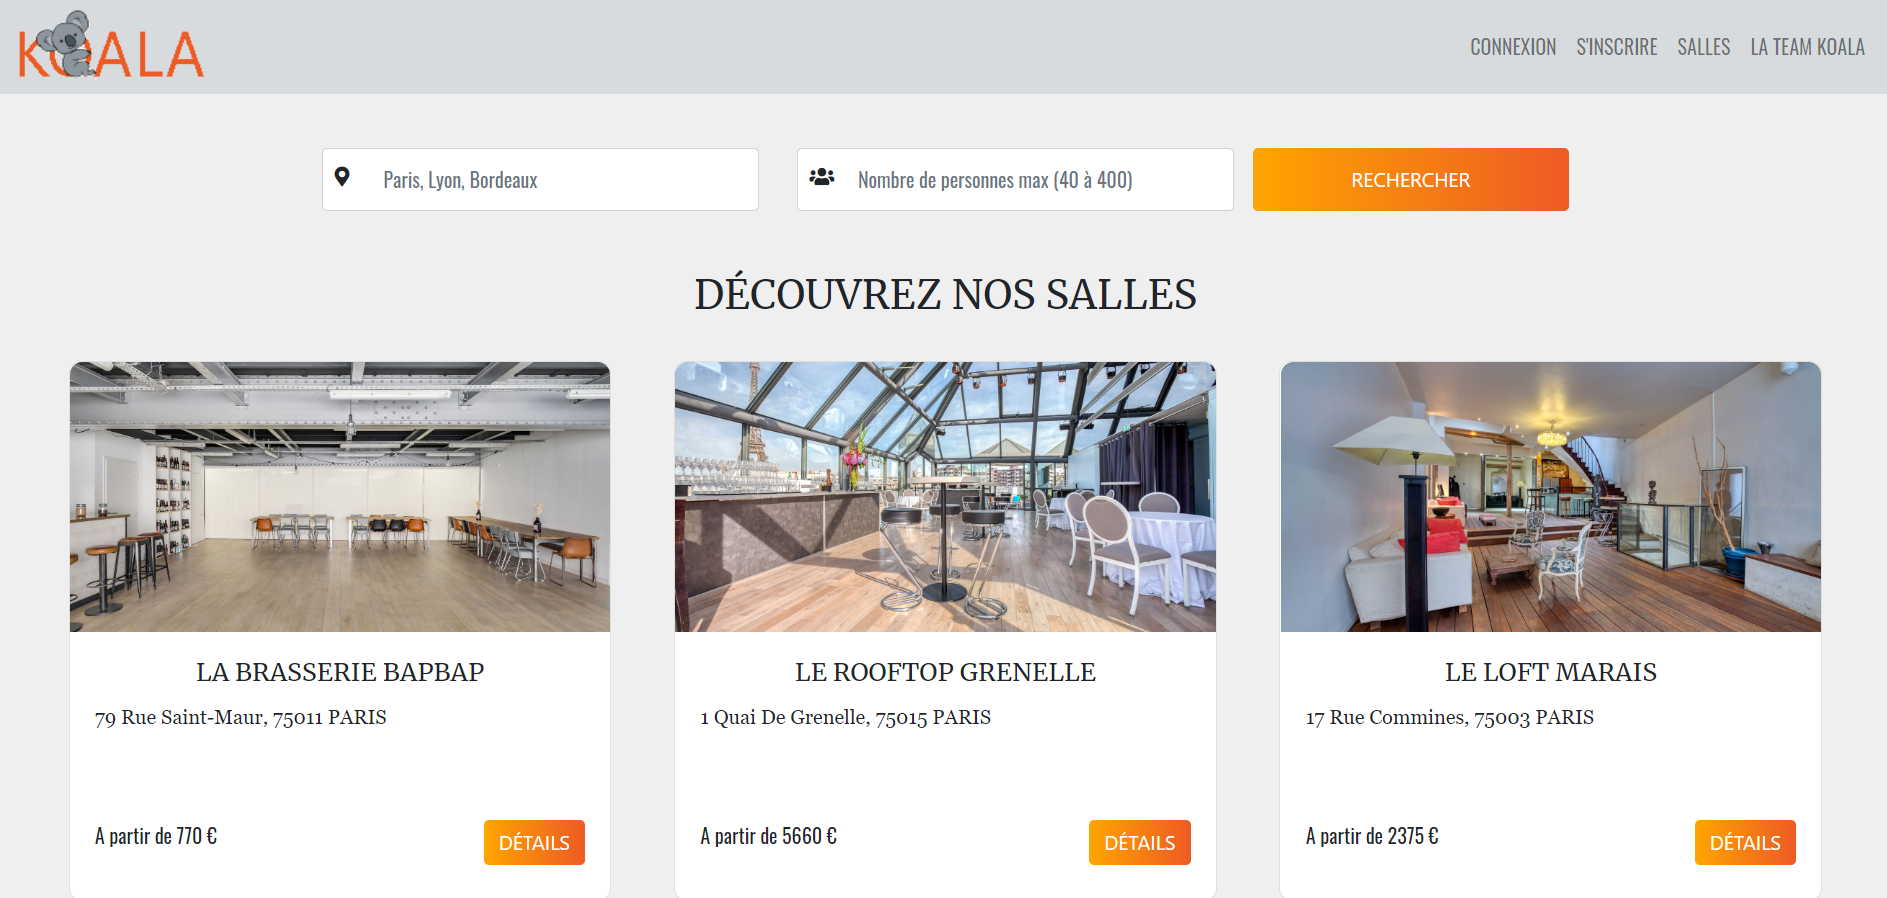 KOALA
CONNEXION S'INSCRIRE SALLES LA TEAM KOALA
Paris, Lyon, Bordeaux
Nombre de personnes max (40 à 400)
RECHERCHER
DÉCOUVREZ NOS SALLES
LA BRASSERIE BAPBAP
79 Rue Saint-Maur, 75011 PARIS
A partir de 770 €
DÉTAILS
LE ROOFTOP GRENELLE
1 Quai De Grenelle, 75015 PARIS
A partir de 5660 €
DÉTAILS
LE LOFT MARAIS
17 Rue Commines, 75003 PARIS
A partir de 2375 €
DÉTAILS